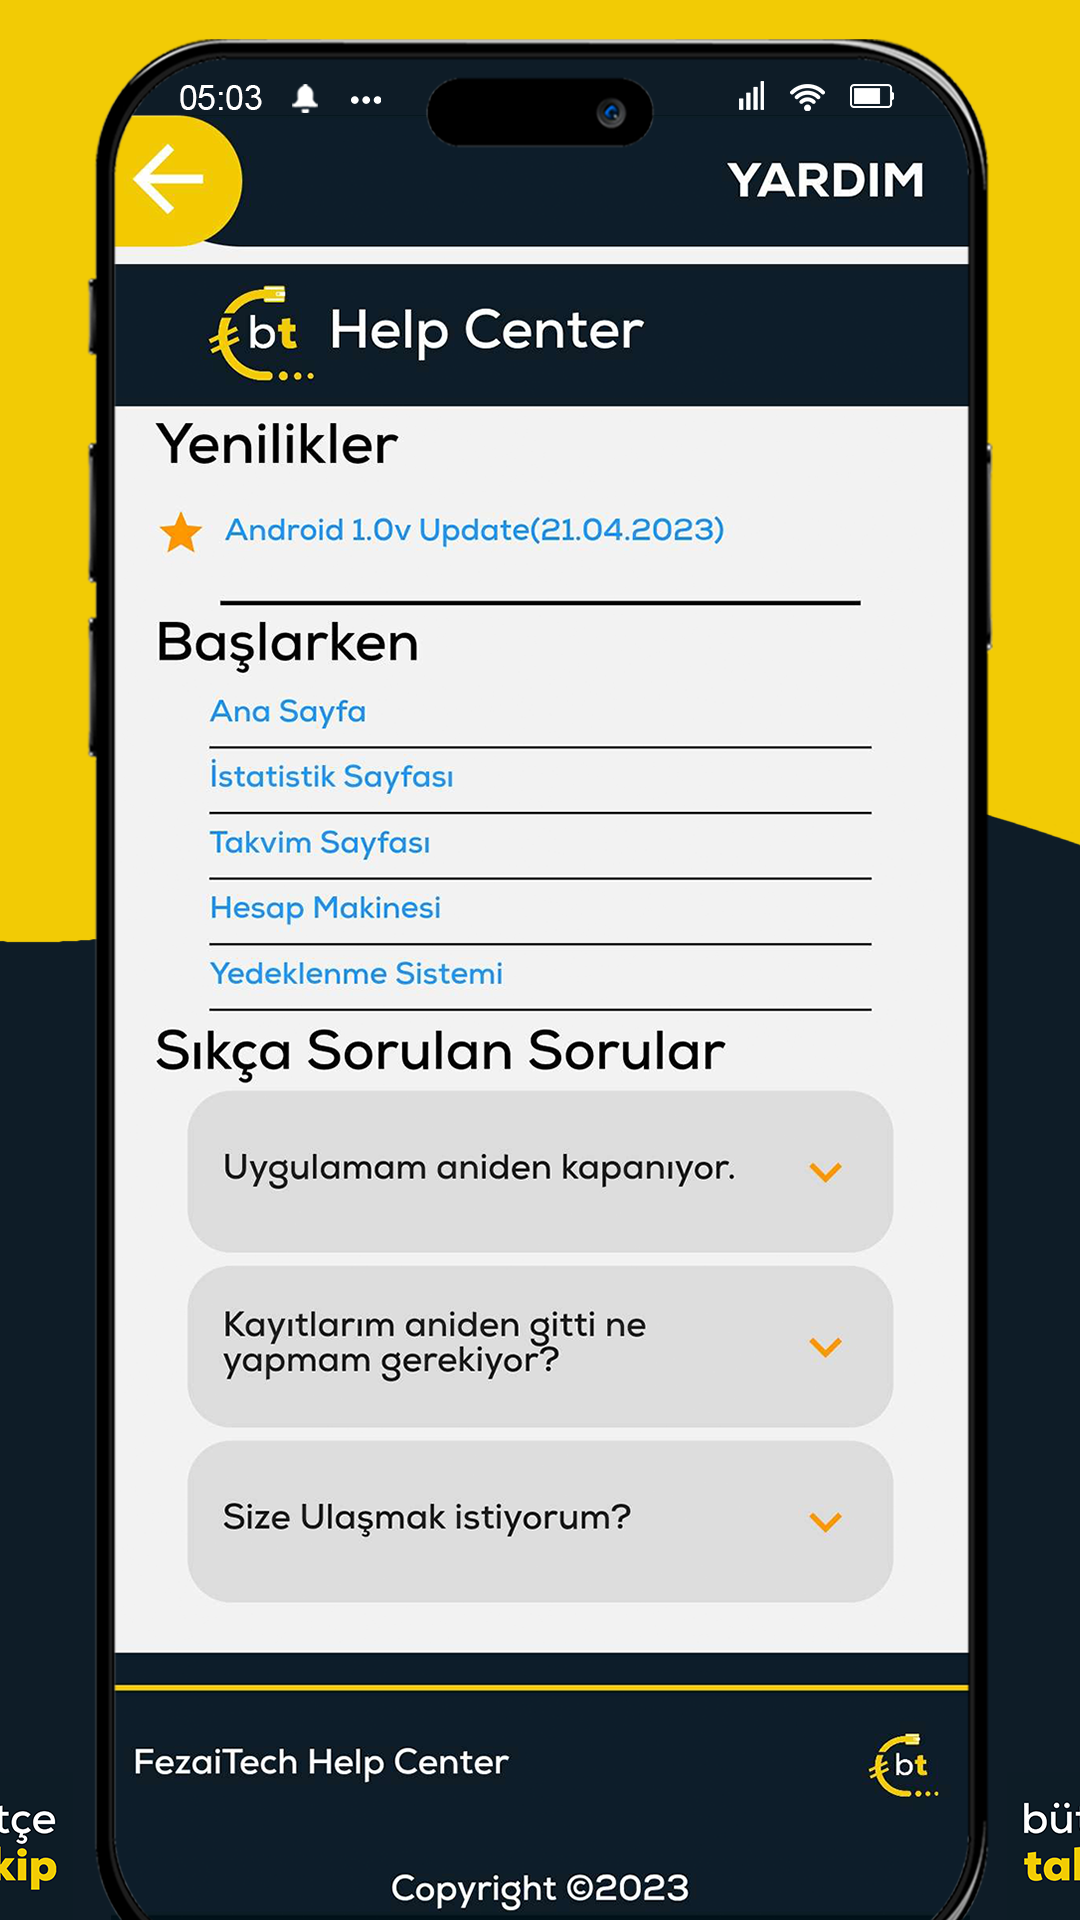 05:03
YARDIM
bt Help Center
Yenilikler
Android 1.0v Update(21.04.2023)
Başlarken
Ana Sayfa
İstatistik Sayfası
Takvim Sayfası
Hesap Makinesi
Yedeklenme Sistemi
Sıkça Sorulan Sorular
Uygulamam aniden kapanıyor.
Kayıtlarım aniden gitti ne
yapmam gerekiyor?
Size Ulaşmak istiyorum?
FezaiTech Help Center
bt
tçe
kip
büt
tak
Copyright ©2023